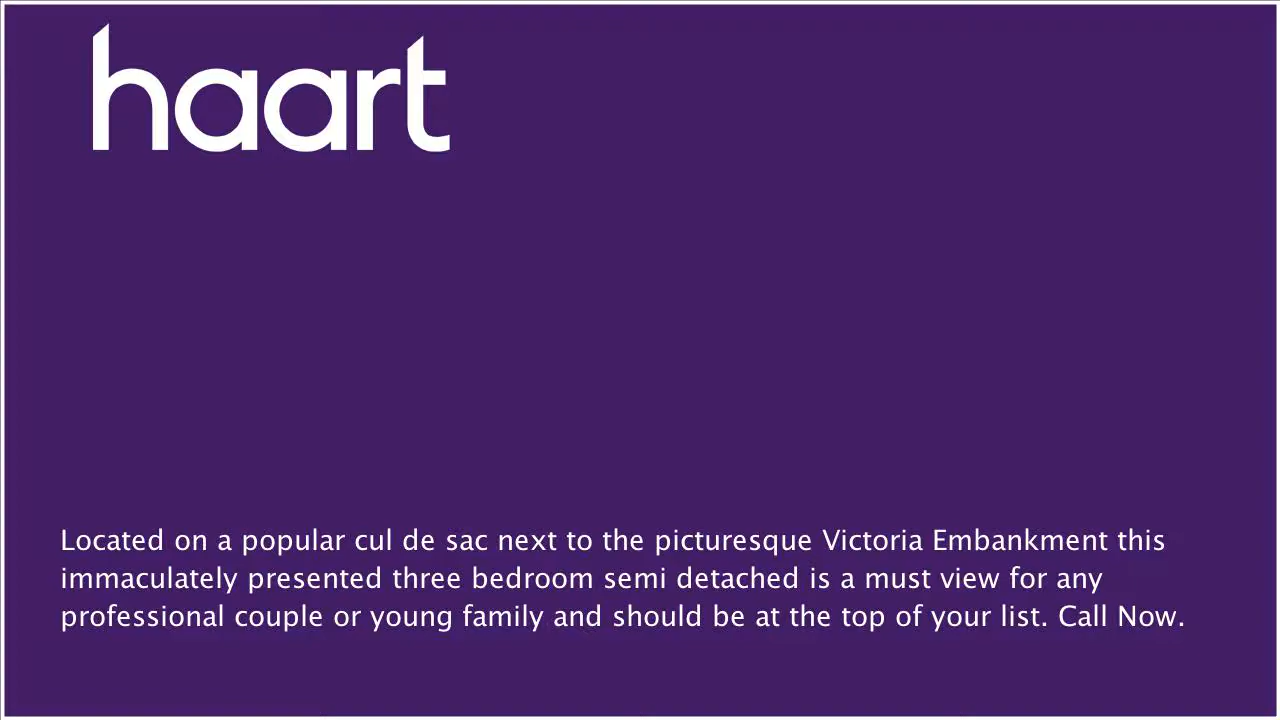 haart
Located on a popular cul de sac next to the picturesque Victoria Embankment this
immaculately presented three bedroom semi detached is a must view for any
professional couple or young family and should be at the top of your list. Call Now.